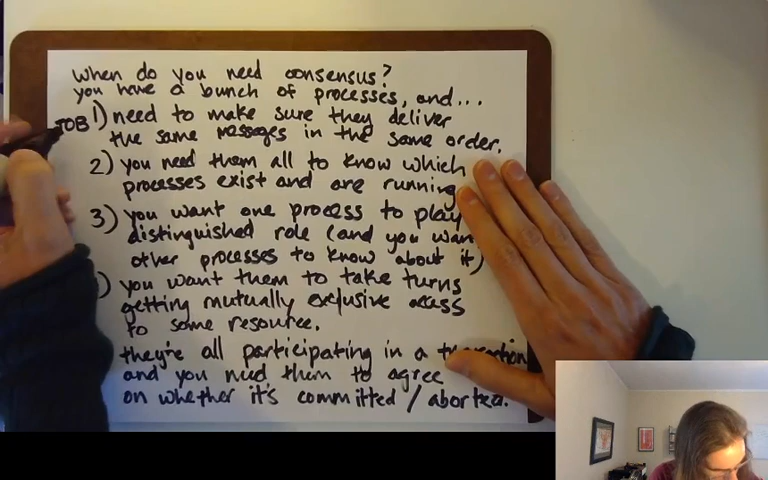 when do you need consensus?
you have a bunch of processes, and...
TOB 1) need to make sure they deliver
the same messages in the same order.
2) you need them all to know which
processes exist and are running
3) you want one process to play
distinguished role (and you wan
other processes to know about it)
) you want them to take turns
getting mutually exclusive access
to some resource.
they're all participating in a
and you need them to agree
on whether it's committed / aborted.